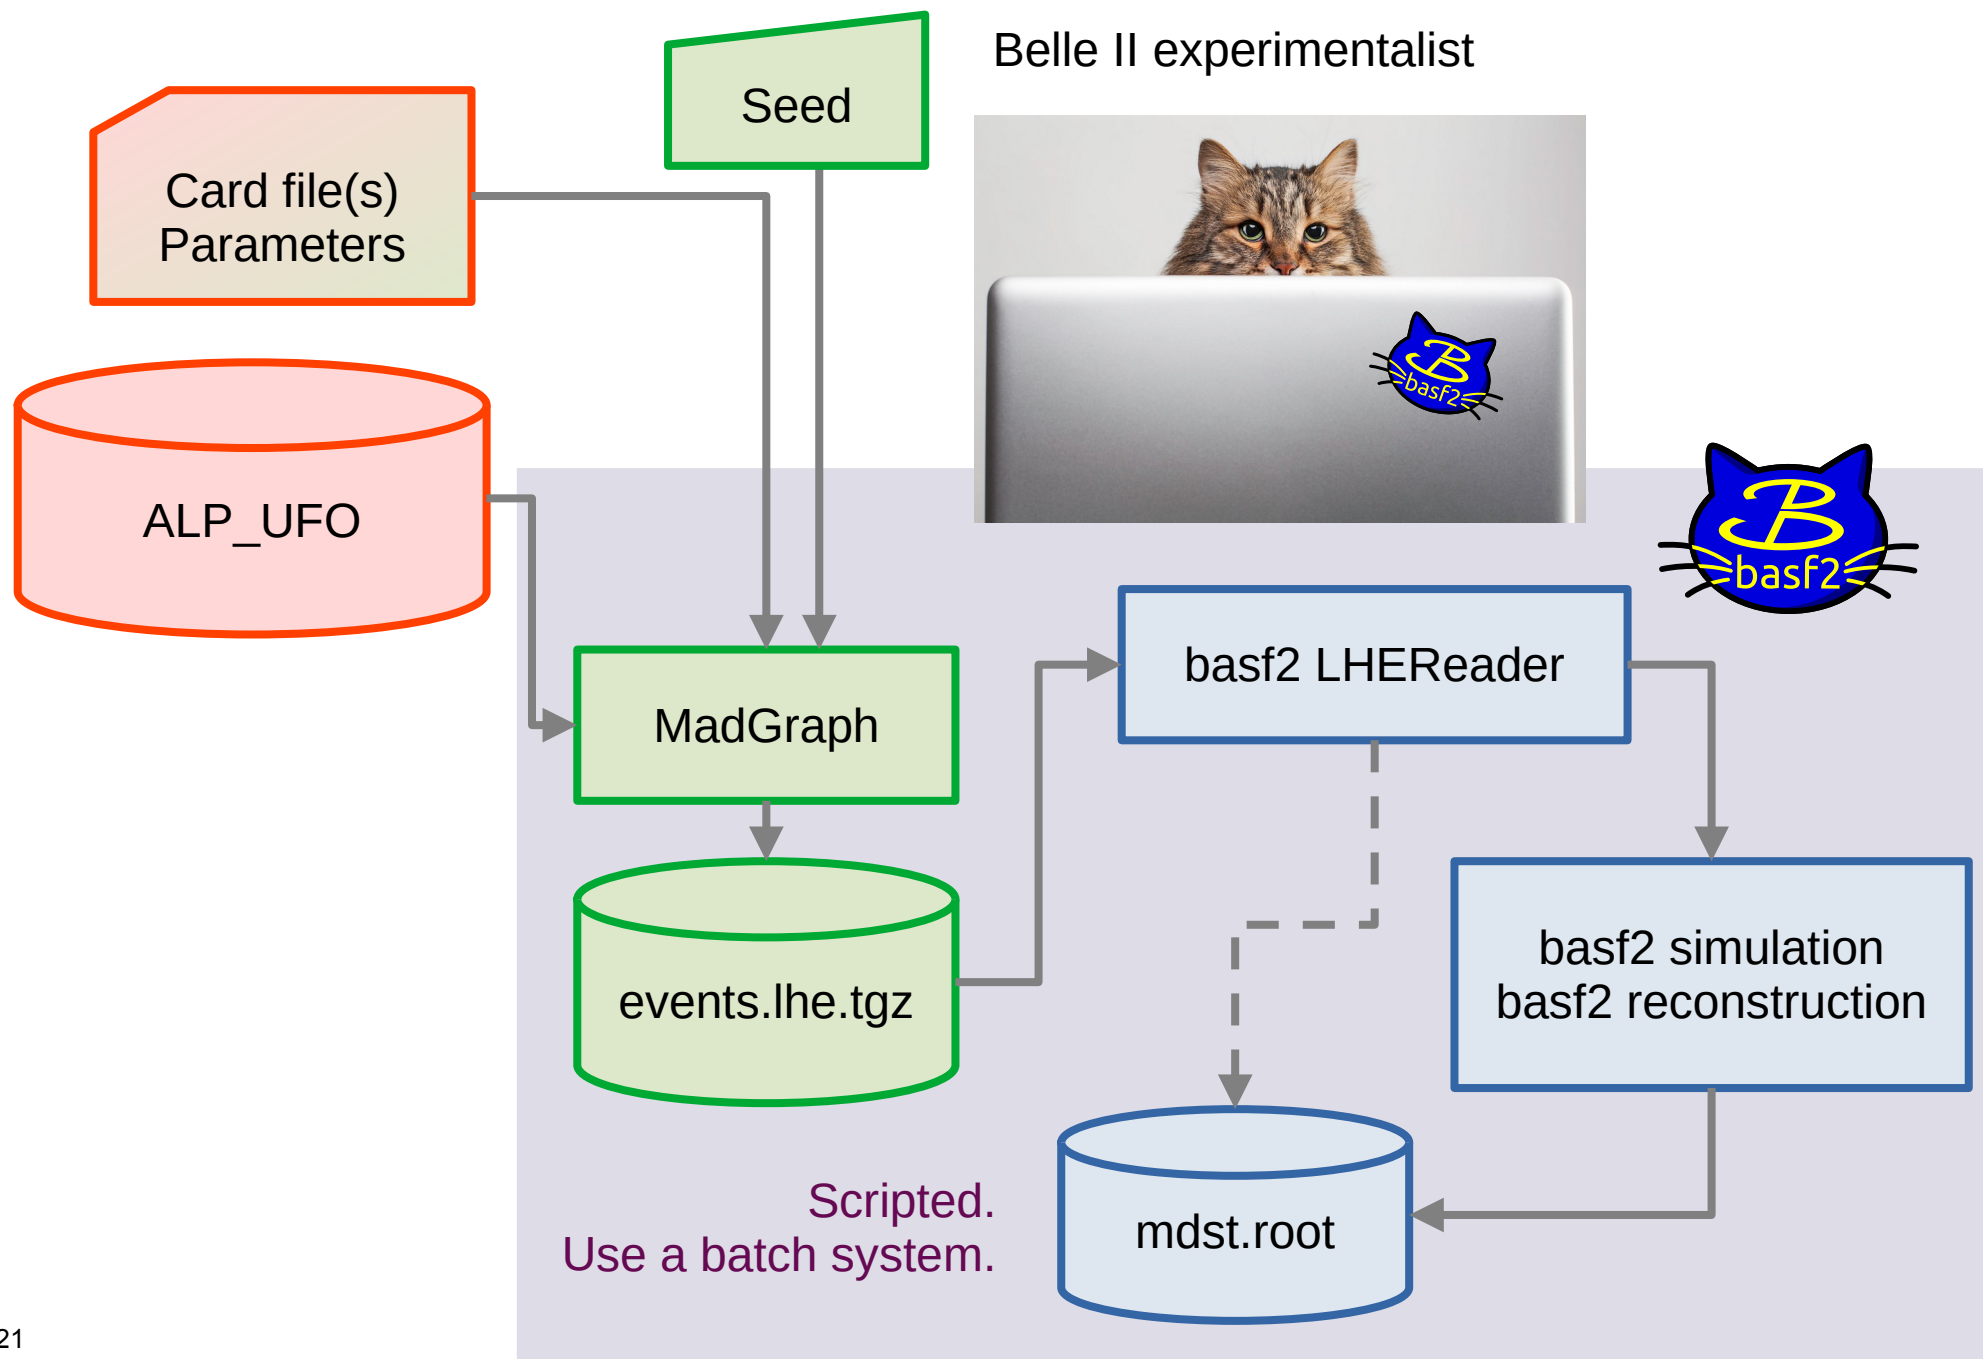 Belle II experimentalist
Seed
Card file(s)
Parameters
B
basf2
ALP_UFO
B
basf2
basf2 LHEReader
MadGraph
basf2 simulation
basf2 reconstruction
events.lhe.tgz
Scripted.
Use a batch system.
mdst.root
21